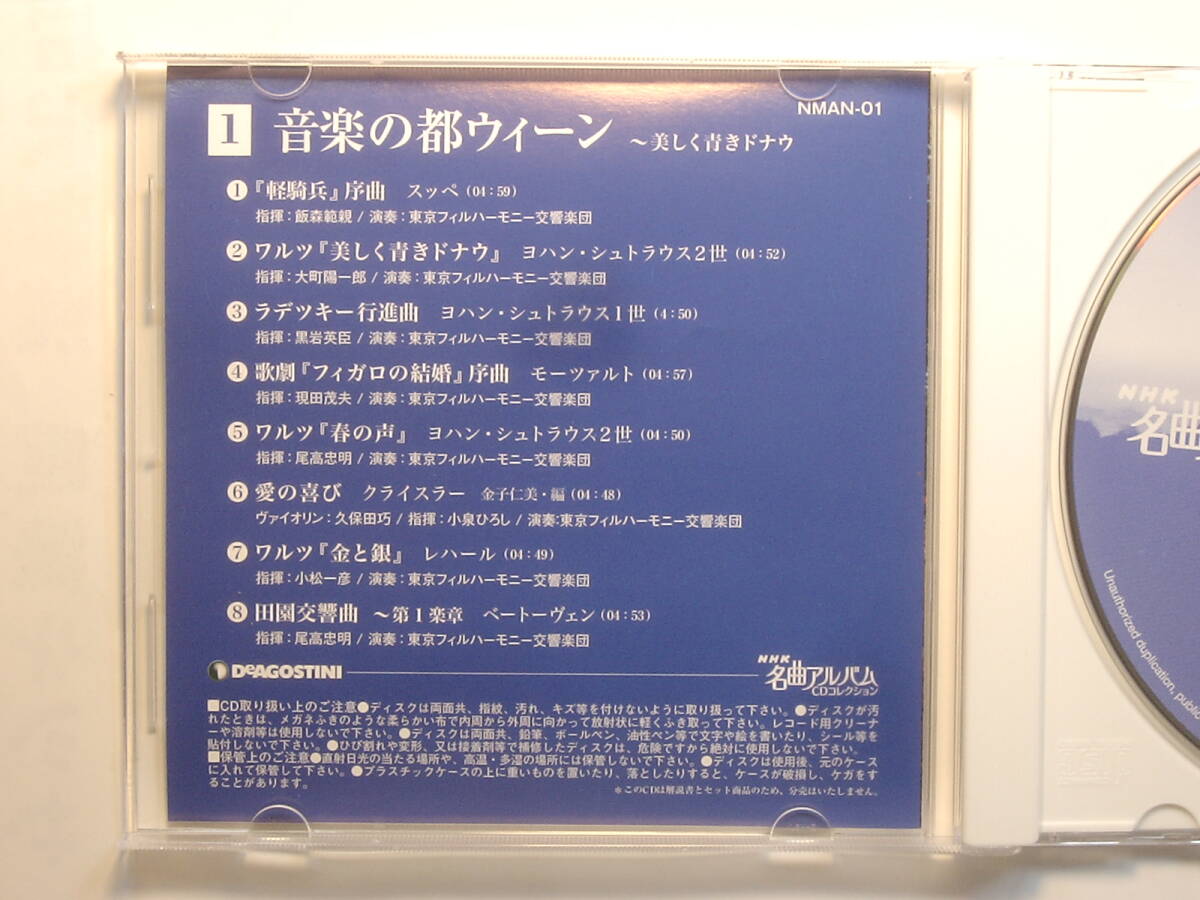 NMAN-01
1 音楽の都ウィーン ～美しく青きドナウ
❶『軽騎兵』序曲 スッペ（04：59）
指揮：飯森範親 / 演奏：東京フィルハーモニー交響楽団
❷ ワルツ『美しく青きドナウ』 ヨハン・シュトラウス2世（04：52）
指揮：大町陽一郎 / 演奏：東京フィルハーモニー交響楽団
❸ ラデツキー行進曲 ヨハン・シュトラウス1世（4：50）
指揮：黒岩英臣 / 演奏：東京フィルハーモニー交響楽団
❹ 歌劇『フィガロの結婚』序曲 モーツァルト（04：57）
指揮：現田茂夫 / 演奏：東京フィルハーモニー交響楽団
❺ ワルツ『春の声』 ヨハン・シュトラウス2世（04：50）
指揮：尾高忠明 / 演奏：東京フィルハーモニー交響楽団
❻ 愛の喜び クライスラー 金子仁美・編（04：48）
ヴァイオリン：久保田巧 / 指揮：小泉ひろし / 演奏：東京フィルハーモニー交響楽団
❼ ワルツ『金と銀』 レハール（04：49）
指揮：小松一彦 / 演奏：東京フィルハーモニー交響楽団
❽ 田園交響曲 ～第1楽章 ベートーヴェン（04：53）
指揮：尾高忠明 / 演奏：東京フィルハーモニー交響楽団
DeAGOSTINI
NHK
名曲アルバム
CDコレクション
■CD取り扱い上のご注意●ディスクは両面共、指紋、汚れ、キズ等を付けないように取り扱って下さい。●ディスクが汚
れたときは、メガネふきのような柔らかい布で内周から外周に向かって放射状に軽くふき取って下さい。レコード用クリーナ
ーや溶剤等は使用しないで下さい。●ディスクは両面共、鉛筆、ボールペン、油性ペン等で文字や絵を書いたり、シール等を
貼付しないで下さい。●ひび割れや変形、又は接着剤等で補修したディスクは、危険ですから絶対に使用しないで下さい。
■保管上のご注意●直射日光の当たる場所や、高温・多湿の場所には保管しないで下さい。●ディスクは使用後、元のケース
に入れて保管して下さい。●プラスチックケースの上に重いものを置いたり、落としたりすると、ケースが破損し、ケガをす
ることがあります。
＊このCDは解説書とセット商品のため、分売はいたしません。
NHK
名曲
Unauthorized duplication, publi